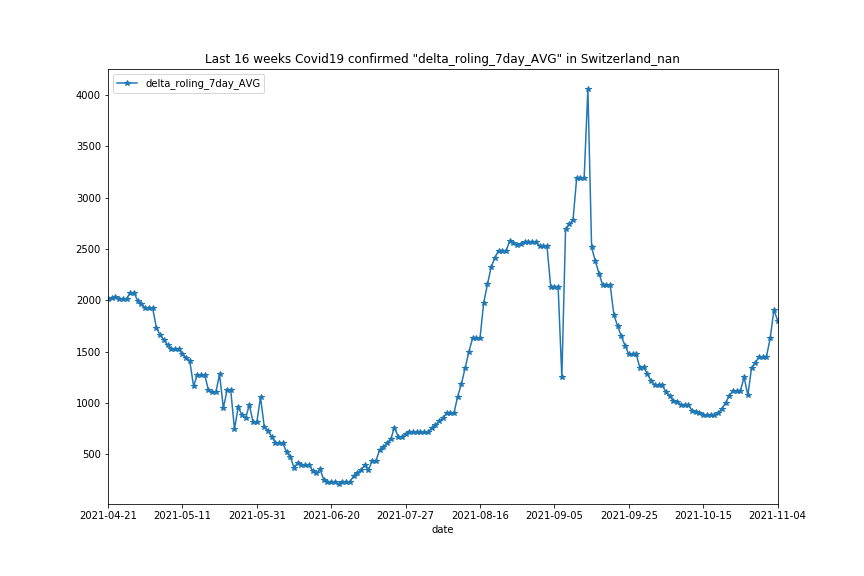 Last 16 weeks Covid19 confirmed "delta_roling_7day_AVG" in Switzerland_nan
delta_roling_7day_AVG
4000
3500
3000
2500
2000
1500
1000
500
2021-04-21 2021-05-11 2021-05-31 2021-06-20 2021-07-27 2021-08-16 2021-09-05 2021-09-25 2021-10-15 2021-11-04
date